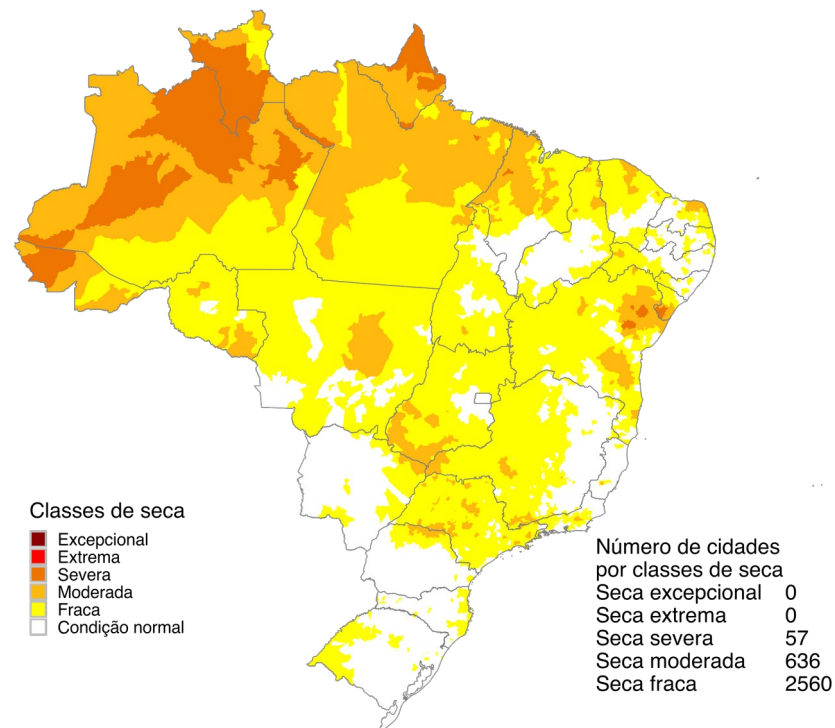 Classes de seca
Excepcional
Extrema
Severa
Moderada
Fraca
Condição normal
Número de cidades
por classes de seca
Seca excepcional 0
Seca extrema 0
Seca severa 57
Seca moderada 636
Seca fraca 2560